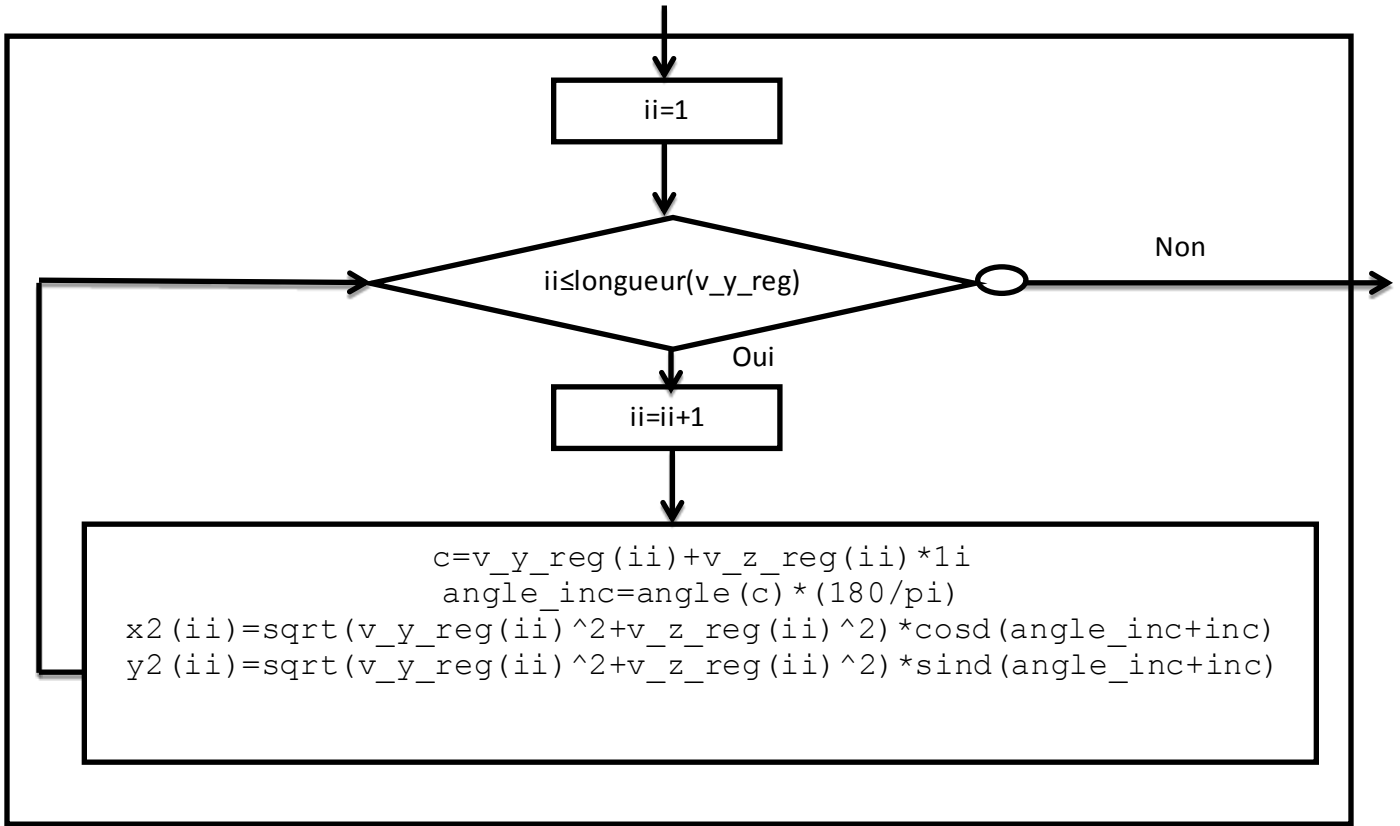 ii=1
ii≤longueur(v_y_reg)
Non
Oui
ii=ii+1
c=v_y_reg(ii)+v_z_reg(ii)*1i
angle_inc=angle(c)*(180/pi)
x2(ii)=sqrt(v_y_reg(ii)^2+v_z_reg(ii)^2)*cosd(angle_inc+inc)
y2(ii)=sqrt(v_y_reg(ii)^2+v_z_reg(ii)^2)*sind(angle_inc+inc)